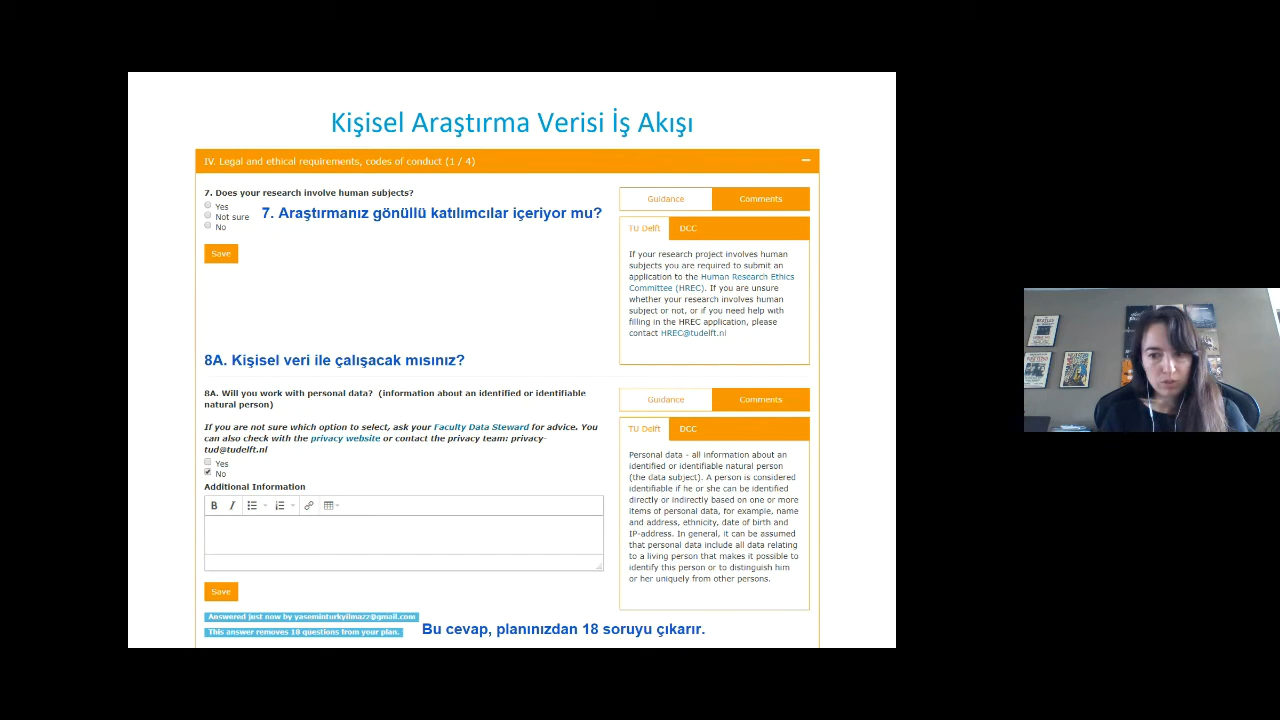 Kişisel Araştırma Verisi İş Akışı
IV. Legal and ethical requirements, codes of conduct (1 / 4)
7. Does your research involve human subjects?
Yes
Not sure
No
7. Araştırmanız gönüllü katılımcılar içeriyor mu?
Save
Guidance
Comments
TU Delft
DCC
If your research project involves human
subjects you are required to submit an
application to the Human Research Ethics
Committee (HREC). If you are unsure
whether your research involves human
subject or not, or if you need help with
filling in the HREC application, please
contact HREC@tudelft.nl
8A. Kişisel veri ile çalışacak mısınız?
8A. Will you work with personal data? (information about an identified or identifiable
natural person)
If you are not sure which option to select, ask your Faculty Data Steward for advice. You
can also check with the privacy website or contact the privacy team: privacy-
tud@tudelft.nl
Yes
No
Additional Information
B I
Save
Guidance
Comments
TU Delft
DCC
Personal data - all information about an
identified or identifiable natural person
(the data subject). A person is considered
identifiable if he or she can be identified
directly or indirectly based on one or more
items of personal data, for example, name
and address, ethnicity, date of birth and
IP-address. In general, it can be assumed
that personal data include all data relating
to a living person that makes it possible to
identify this person or to distinguish him
or her uniquely from other persons.
Answered just now by yaseminturkyilmazz@gmail.com
This answer removes 18 questions from your plan.
Bu cevap, planınızdan 18 soruyu çıkarır.